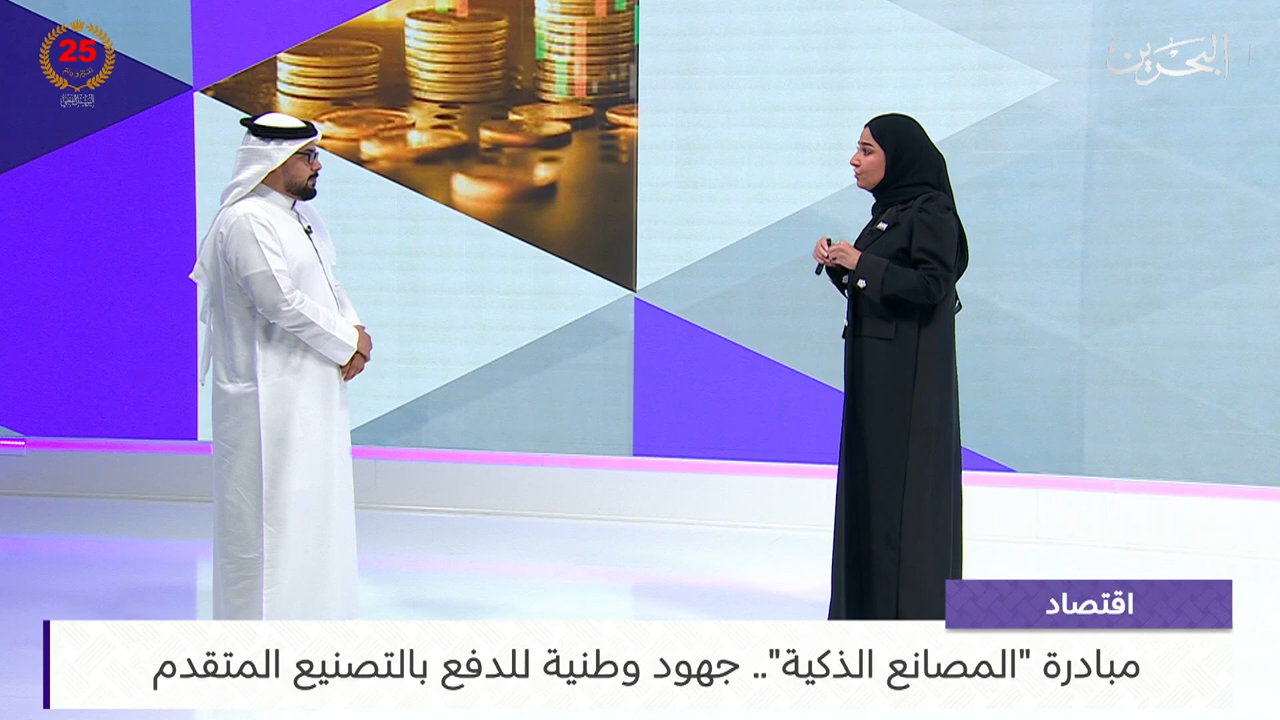 25
البحرين
اقتصاد
مبادرة "المصانع الذكية".. جهود وطنية للدفع بالتصنيع المتقدم